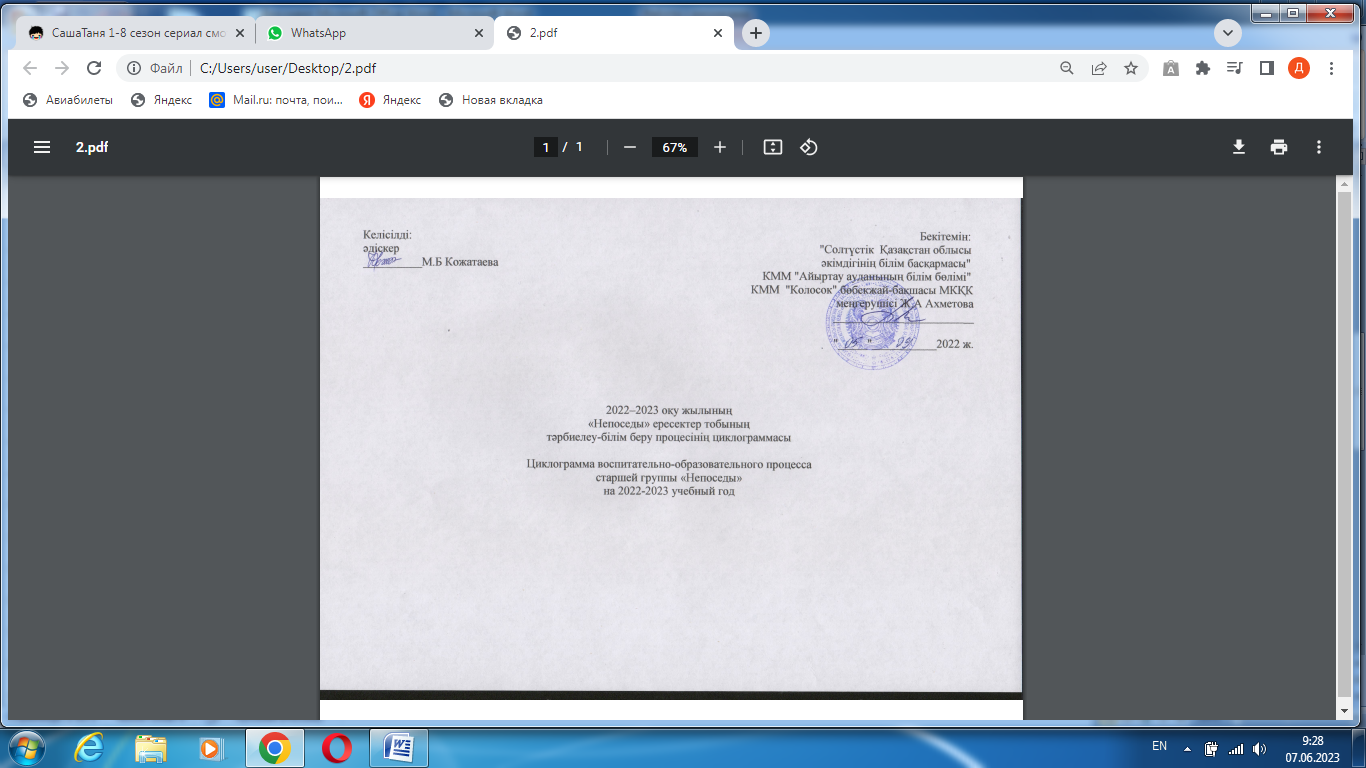 СашаТаня 1-8 сезон сериал смо
WhatsApp
2.pdf
Файл
C:/Users/user/Desktop/2.pdf
Д
Авиабилеты
Яндекс
Mail.ru: почта, пои...
Яндекс
Новая вкладка
2.pdf
1 / 1
67%
Келісілді:
әдіскер
__________М.Б Кожатаева
Бекітемін:
"Солтүстік Қазақстан облысы
әкімдігінің білім басқармасы"
КММ "Айыртау ауданының білім бөлімі"
КММ "Колосок" бөбекжай-бақшасы МКҚК
меңгерушісі Ж.А Ахметова
"05" 09 2022 ж.
2022–2023 оқу жылының
«Непоседы» ересектер тобының
тәрбиелеу-білім беру процесінің циклограммасы
Циклограмма воспитательно-образовательного процесса
старшей группы «Непоседы»
на 2022-2023 учебный год
EN
9:28
07.06.2023